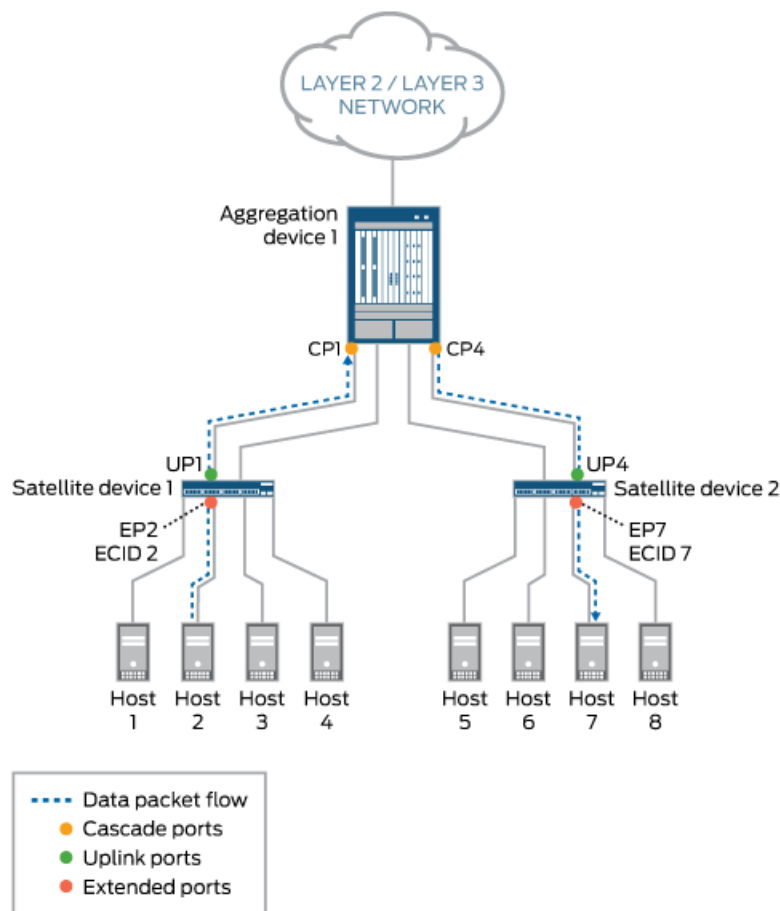 LAYER 2 / LAYER 3
NETWORK
Aggregation
device 1
CP1
CP4
UP1
UP4
Satellite device 1
Satellite device 2
EP2
ECID 2
EP7
ECID 7
Host
1
Host
2
Host
3
Host
4
Host
5
Host
6
Host
7
Host
8
Data packet flow
Cascade ports
Uplink ports
Extended ports